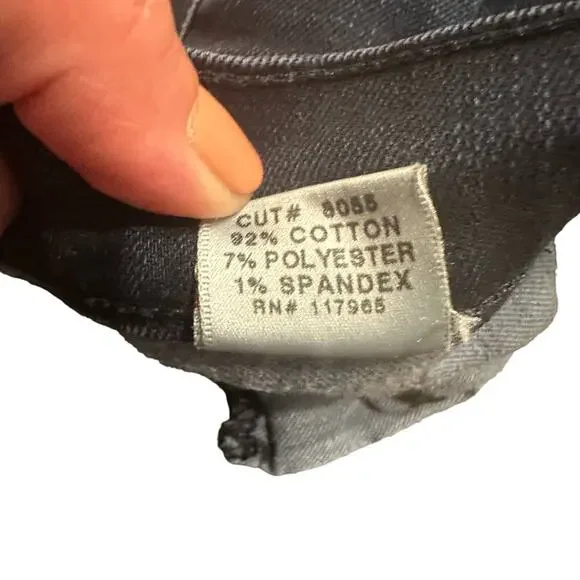 CUT# 8055
92% COTTON
7% POLYESTER
1% SPANDEX
RN# 117965